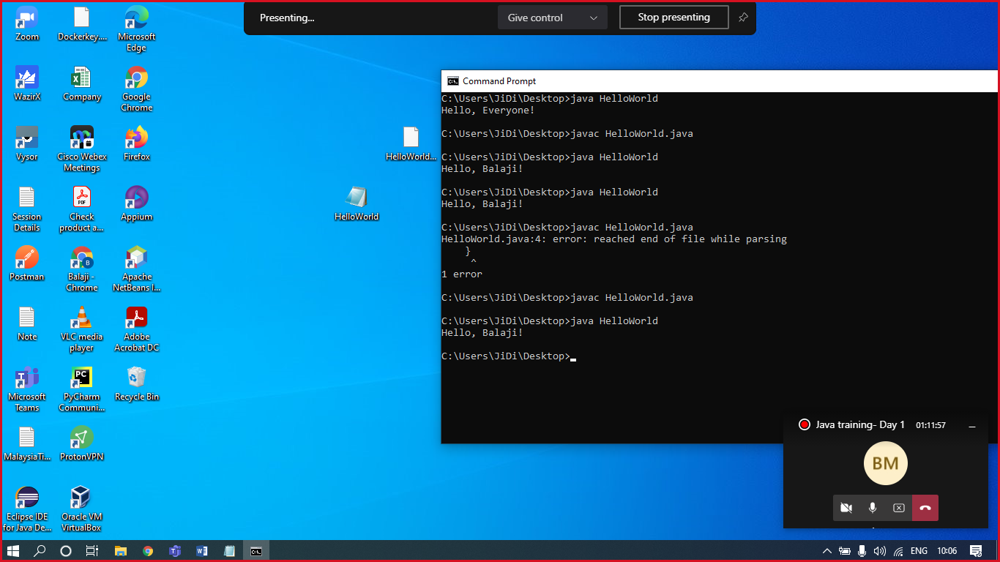 Presenting...
Give control
Stop presenting
Zoom
Dockerkey....
Microsoft
Edge
WazirX
Company
Google
Chrome
Vysor
Cisco Webex
Meetings
Firefox
HelloWorld...
Session
Details
Check
product a...
Appium
HelloWorld
Postman
Balaji -
Chrome
Apache
NetBeans I...
Note
VLC media
player
Adobe
Acrobat DC
Microsoft
Teams
PyCharm
Communi...
Recycle Bin
MalaysiaTi...
ProtonVPN
Eclipse IDE
for Java De...
Oracle VM
VirtualBox
Command Prompt
C:\Users\JiDi\Desktop>java HelloWorld
Hello, Everyone!
C:\Users\JiDi\Desktop>javac HelloWorld.java
C:\Users\JiDi\Desktop>java HelloWorld
Hello, Balaji!
C:\Users\JiDi\Desktop>java HelloWorld
Hello, Balaji!
C:\Users\JiDi\Desktop>javac HelloWorld.java
HelloWorld.java:4: error: reached end of file while parsing
}
^
1 error
C:\Users\JiDi\Desktop>javac HelloWorld.java
C:\Users\JiDi\Desktop>java HelloWorld
Hello, Balaji!
C:\Users\JiDi\Desktop>
Java training- Day 1 01:11:57
BM
ENG 10:06